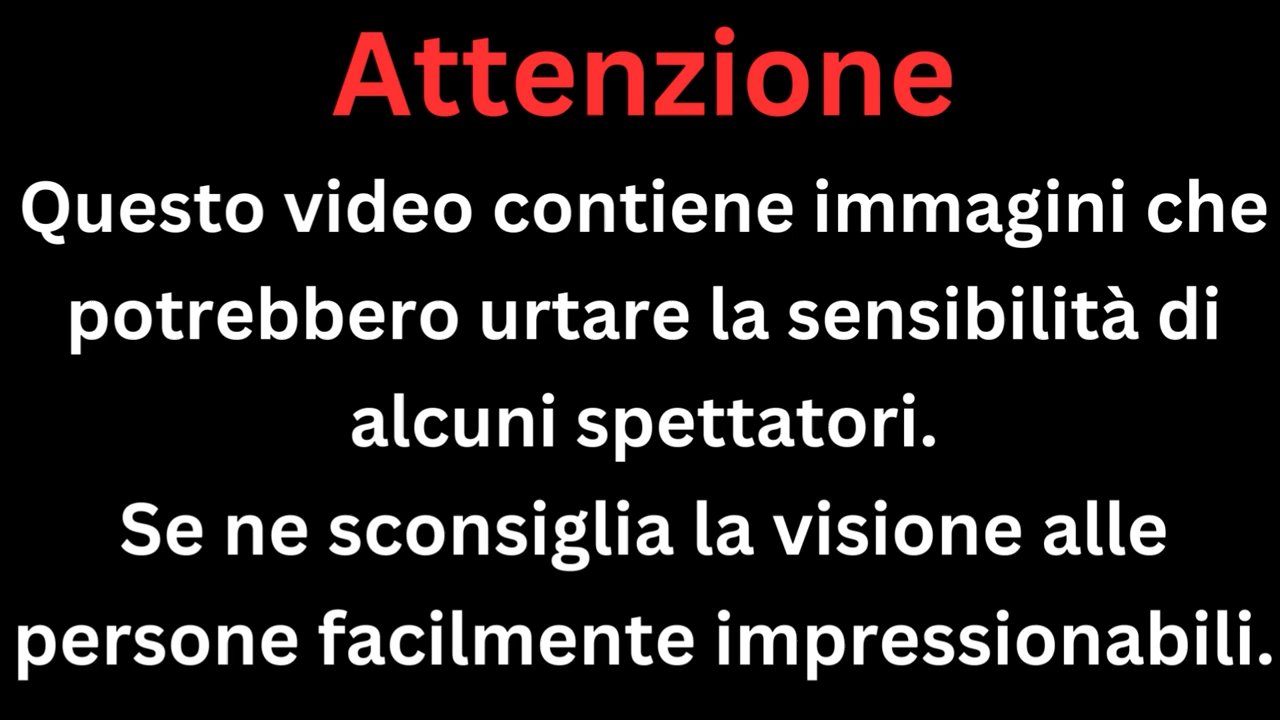 Attenzione
Questo video contiene immagini che
potrebbero urtare la sensibilità di
alcuni spettatori.
Se ne sconsiglia la visione alle
persone facilmente impressionabili.